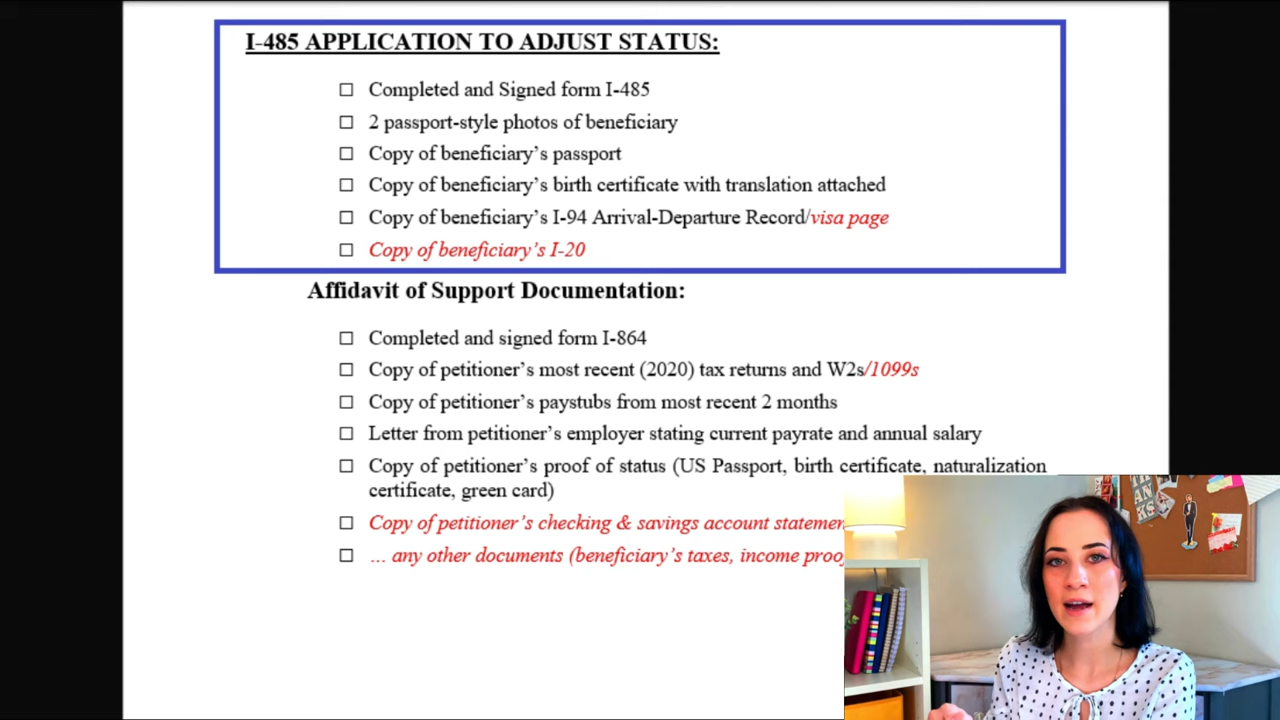 I-485 APPLICATION TO ADJUST STATUS:
☐ Completed and Signed form I-485
☐ 2 passport-style photos of beneficiary
☐ Copy of beneficiary's passport
☐ Copy of beneficiary's birth certificate with translation attached
☐ Copy of beneficiary's I-94 Arrival-Departure Record/visa page
☐ Copy of beneficiary's I-20
Affidavit of Support Documentation:
☐ Completed and signed form I-864
☐ Copy of petitioner's most recent (2020) tax returns and W2s/1099s
☐ Copy of petitioner's paystubs from most recent 2 months
☐ Letter from petitioner's employer stating current payrate and annual salary
☐ Copy of petitioner's proof of status (US Passport, birth certificate, naturalization
certificate, green card)
☐ Copy of petitioner's checking & savings account
☐ ... any other documents (beneficiary's taxes, income
THANKS